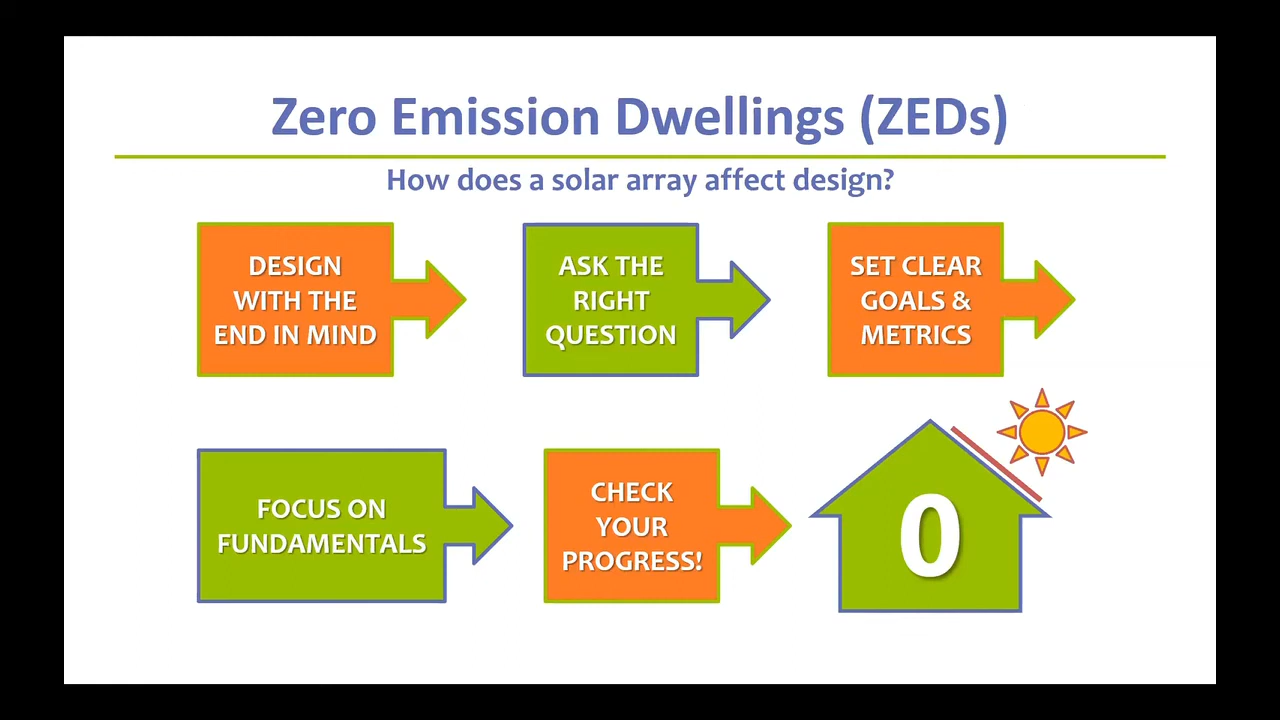 Zero Emission Dwellings (ZEDs)
How does a solar array affect design?
DESIGN
WITH THE
END IN MIND
ASK THE
RIGHT
QUESTION
SET CLEAR
GOALS &
METRICS
FOCUS ON
FUNDAMENTALS
CHECK
YOUR
PROGRESS!
0